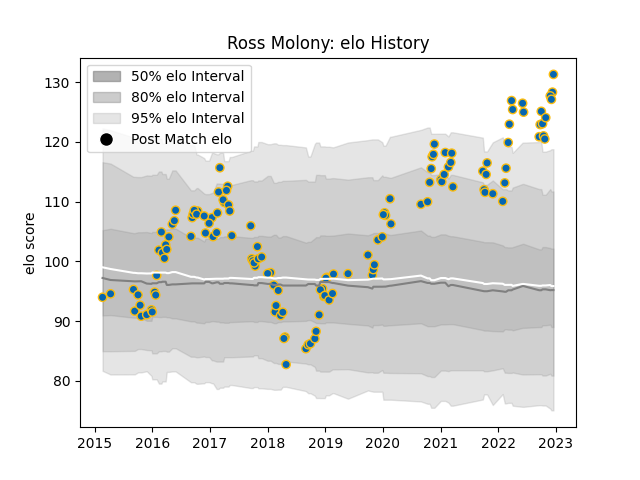 Ross Molony: elo History
50% elo Interval
80% elo Interval
95% elo Interval
Post Match elo
elo score
130
120
110
100
90
80
2015 2016 2017 2018 2019 2020 2021 2022 2023